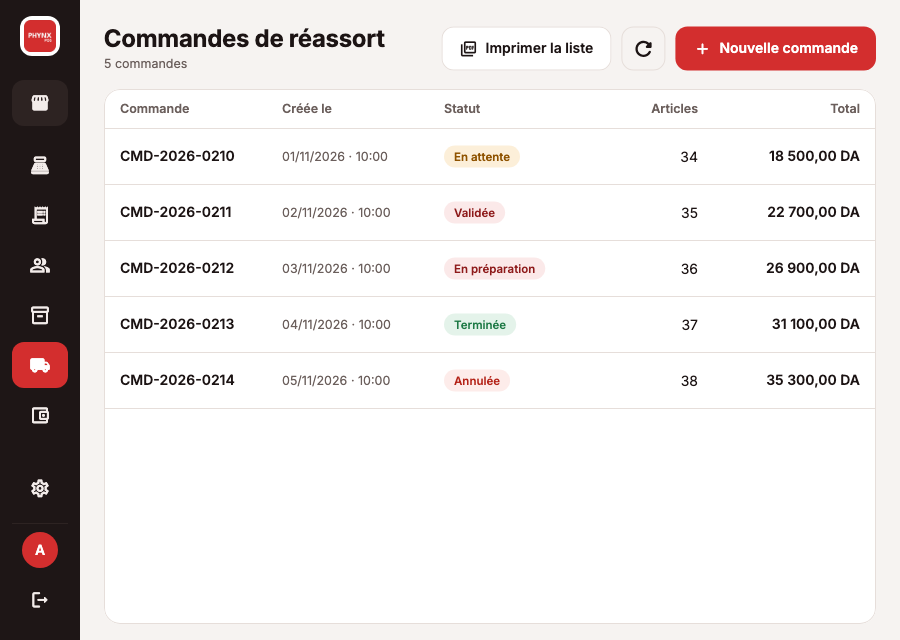 PHYNX
Commandes de réassort
5 commandes
Imprimer la liste
Nouvelle commande
Commande Créée le Statut Articles Total
CMD-2026-0210 01/11/2026 · 10:00 En attente 34 18 500,00 DA
CMD-2026-0211 02/11/2026 · 10:00 Validée 35 22 700,00 DA
CMD-2026-0212 03/11/2026 · 10:00 En préparation 36 26 900,00 DA
CMD-2026-0213 04/11/2026 · 10:00 Terminée 37 31 100,00 DA
CMD-2026-0214 05/11/2026 · 10:00 Annulée 38 35 300,00 DA
A